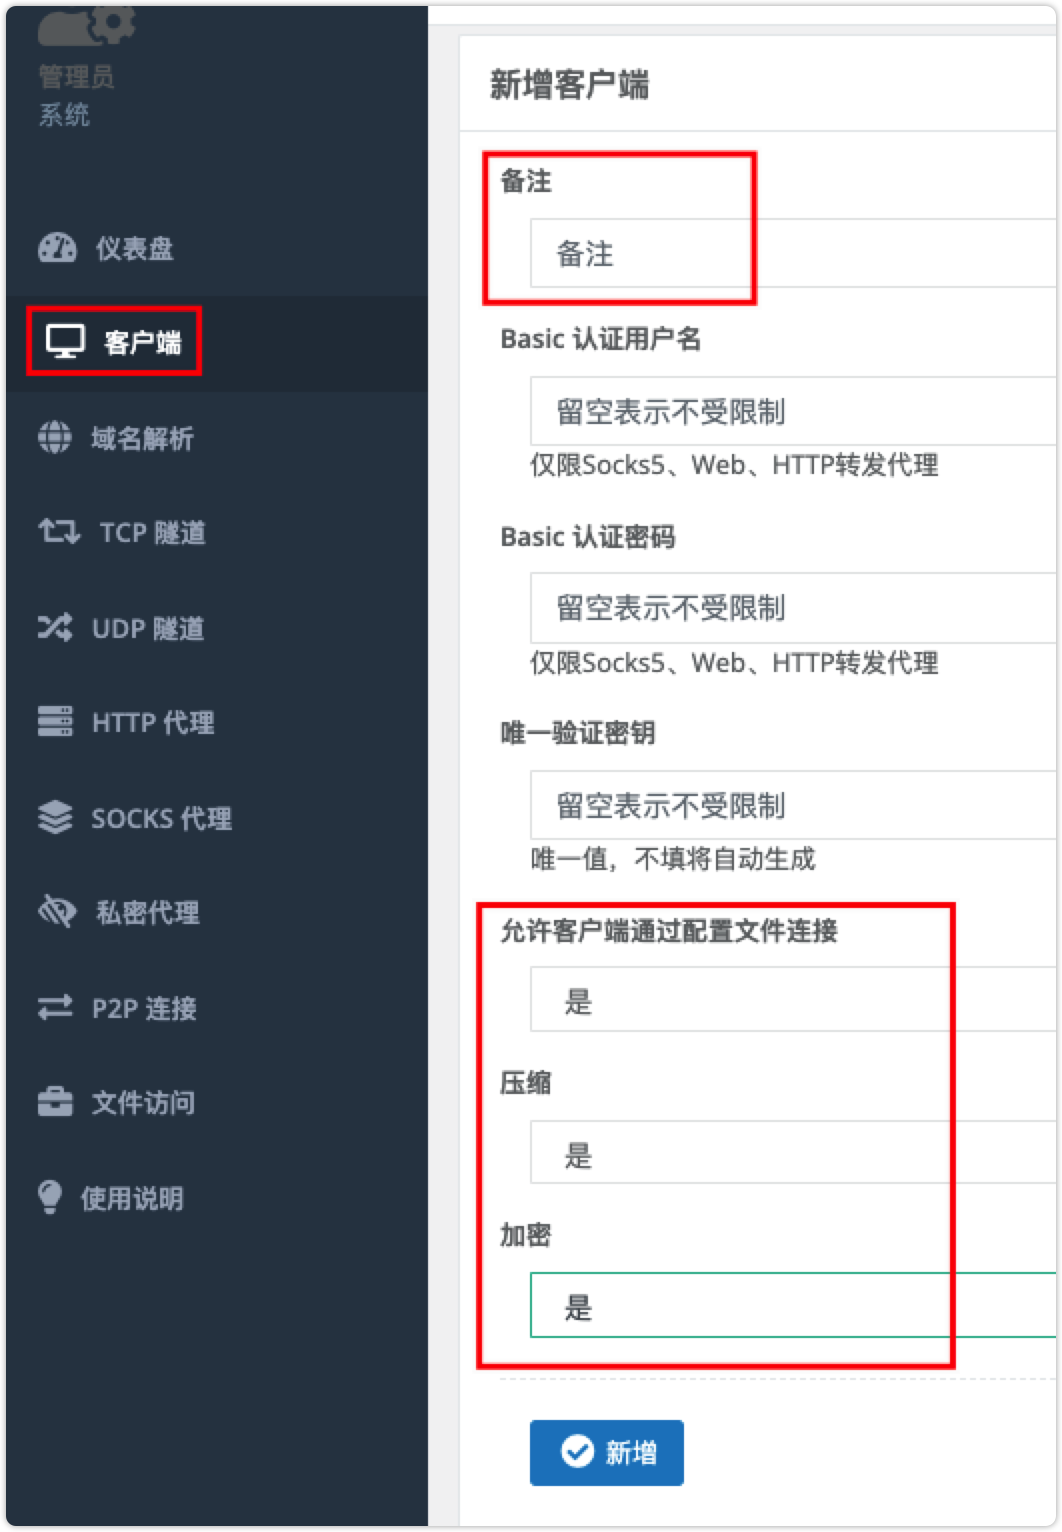 管理员
系统
仪表盘
客户端
域名解析
TCP 隧道
UDP 隧道
HTTP 代理
SOCKS 代理
私密代理
P2P 连接
文件访问
使用说明
新增客户端
备注
备注
Basic 认证用户名
留空表示不受限制
仅限Socks5、Web、HTTP转发代理
Basic 认证密码
留空表示不受限制
仅限Socks5、Web、HTTP转发代理
唯一验证密钥
留空表示不受限制
唯一值，不填将自动生成
允许客户端通过配置文件连接
是
压缩
是
加密
是
新增